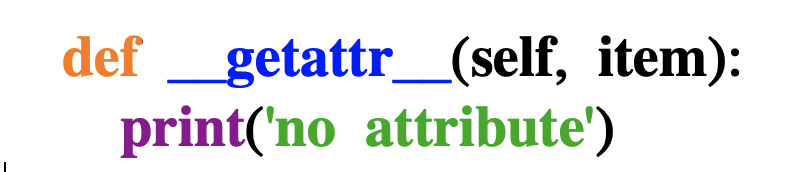 def __getattr__(self, item):
print('no attribute')